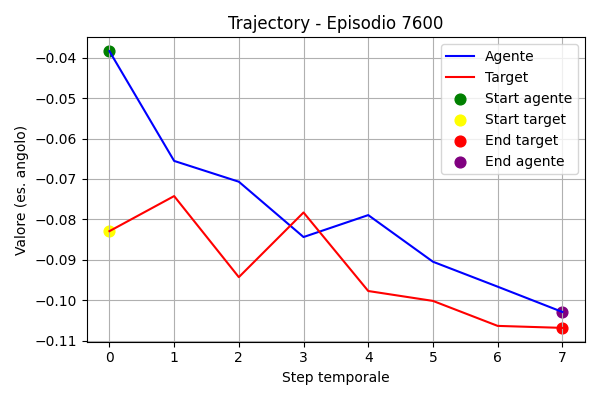 Trajectory - Episodio 7600
Valore (es. angolo)
−0.04
−0.05
−0.06
−0.07
−0.08
−0.09
−0.10
−0.11
Agente
Target
Start agente
Start target
End target
End agente
0 1 2 3 4 5 6 7
Step temporale